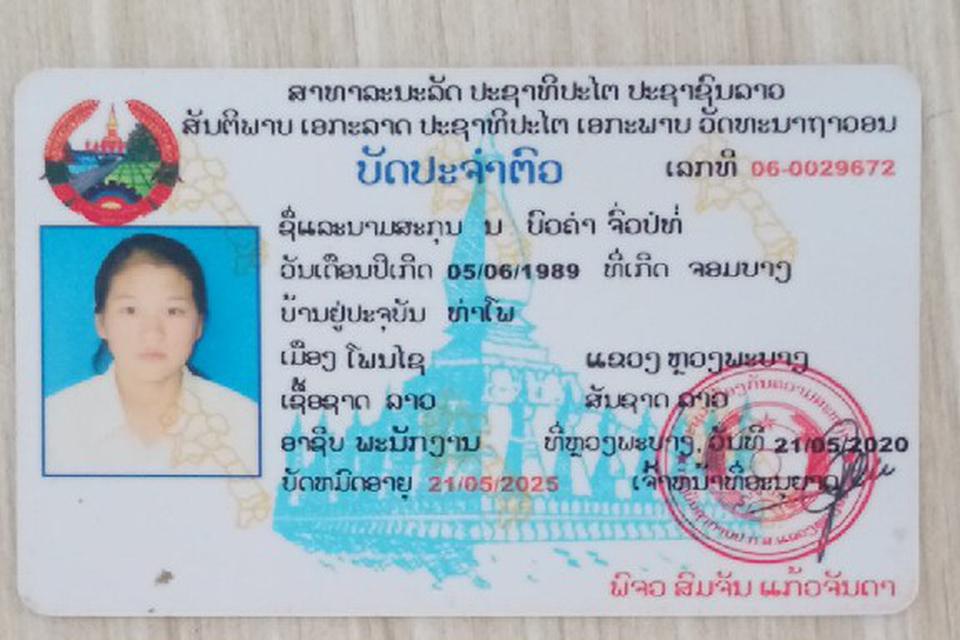 ສາທາລະນະລັດ ປະຊາທິປະໄຕ ປະຊາຊົນລາວ
ສັນຕິພາບ ເອກະລາດ ປະຊາທິປະໄຕ ເອກະພາບ ວັດທະນາຖາວອນ
ບັດປະຈຳຕົວ ເລກທີ 06-0029672
ຊື່ແລະນາມສະກຸນ ນ ບົວຄຳ ຈື່ວປໍທໍ່
ວັນເດືອນປີເກີດ 05/06/1989 ທີ່ເກີດ ຈອມບາງ
ບ້ານຢູ່ປະຈຸບັນ ທ່າໂພ
ເມືອງ ໂພນໄຊ ແຂວງ ຫຼວງພະບາງ
ເຊື້ອຊາດ ລາວ ສັນຊາດ ລາວ
ອາຊີບ ພະນັກງານ ທີ່ຫຼວງພະບາງ, ວັນທີ 21/05/2020
ບັດຫມົດອາຍຸ 21/05/2025 ເຈົ້າຫນ້າທີ່ອະນຸຍາດ
ພິຈວ ສິມຈັນ ແກ້ວຈັນດາ